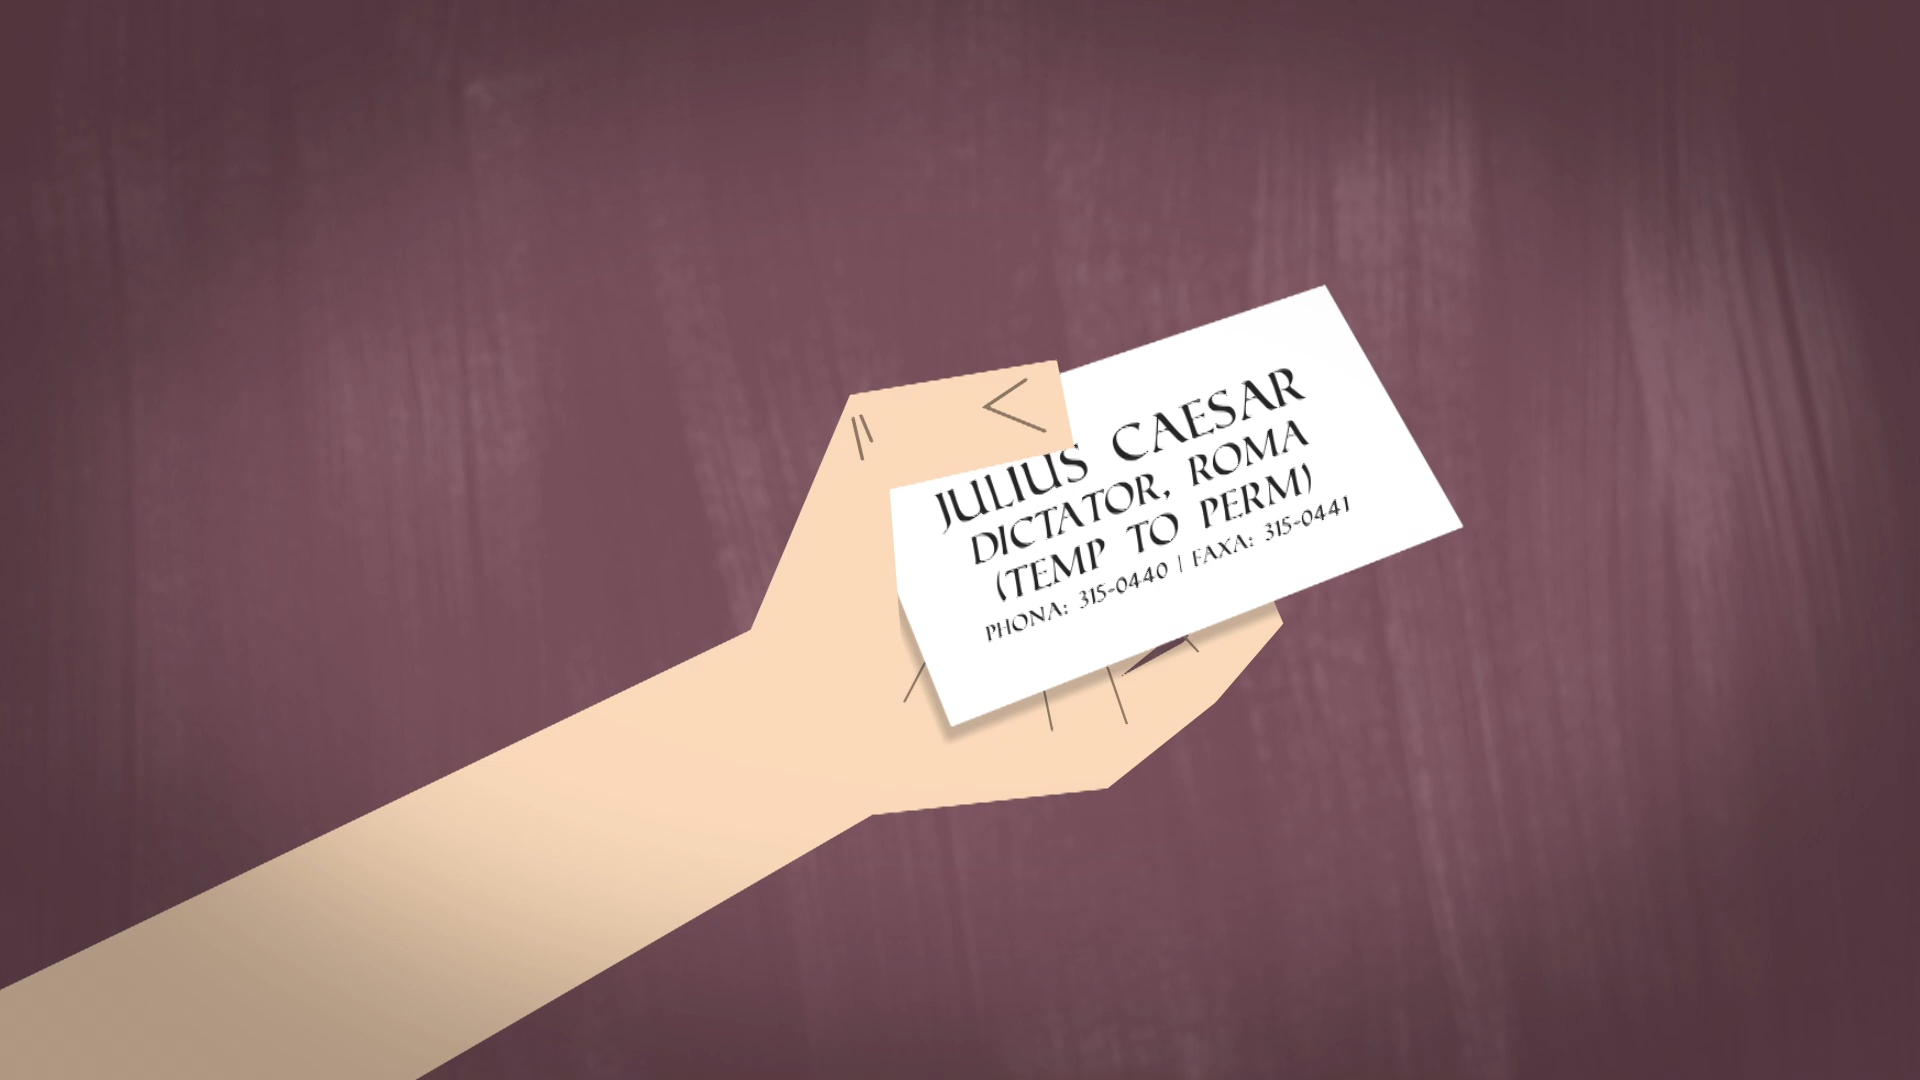 JULIUS CAESAR
DICTATOR, ROMA
(TEMP TO PERM)
PHONA: 315-0440 | FAXA: 315-0441